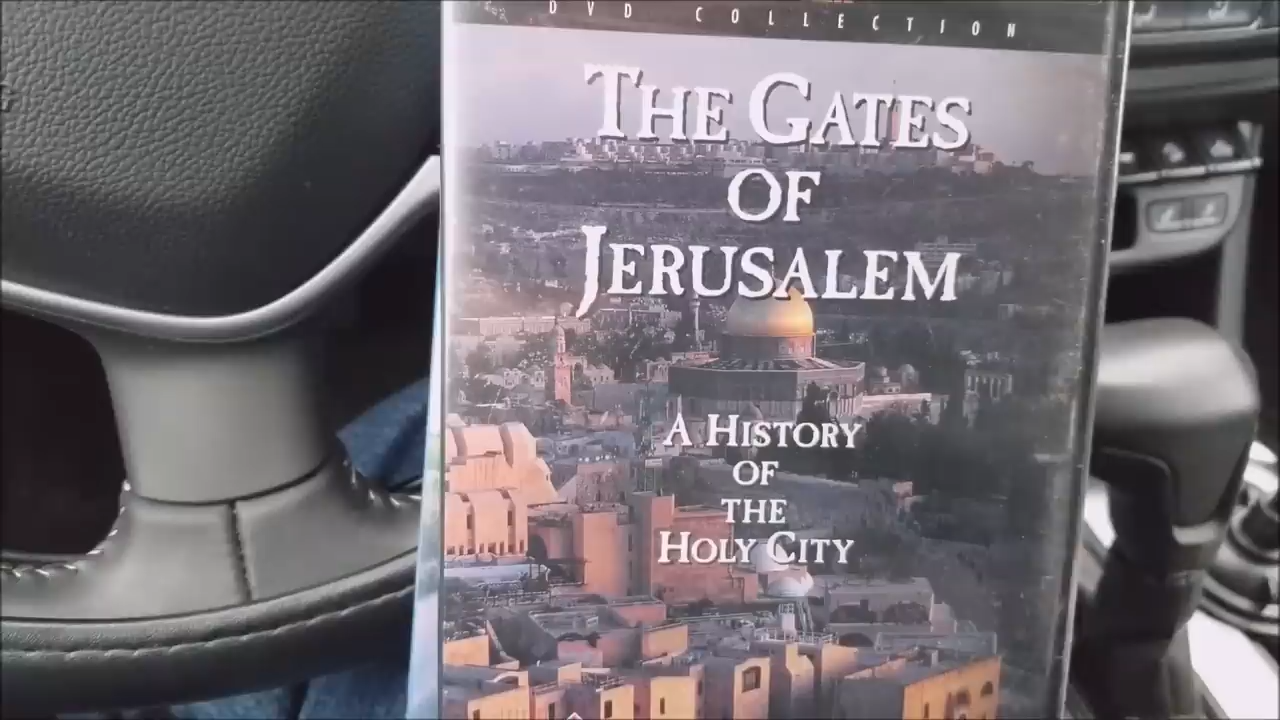 DVD COLLECTION
THE GATES
OF
JERUSALEM
A HISTORY
OF
THE
HOLY CITY